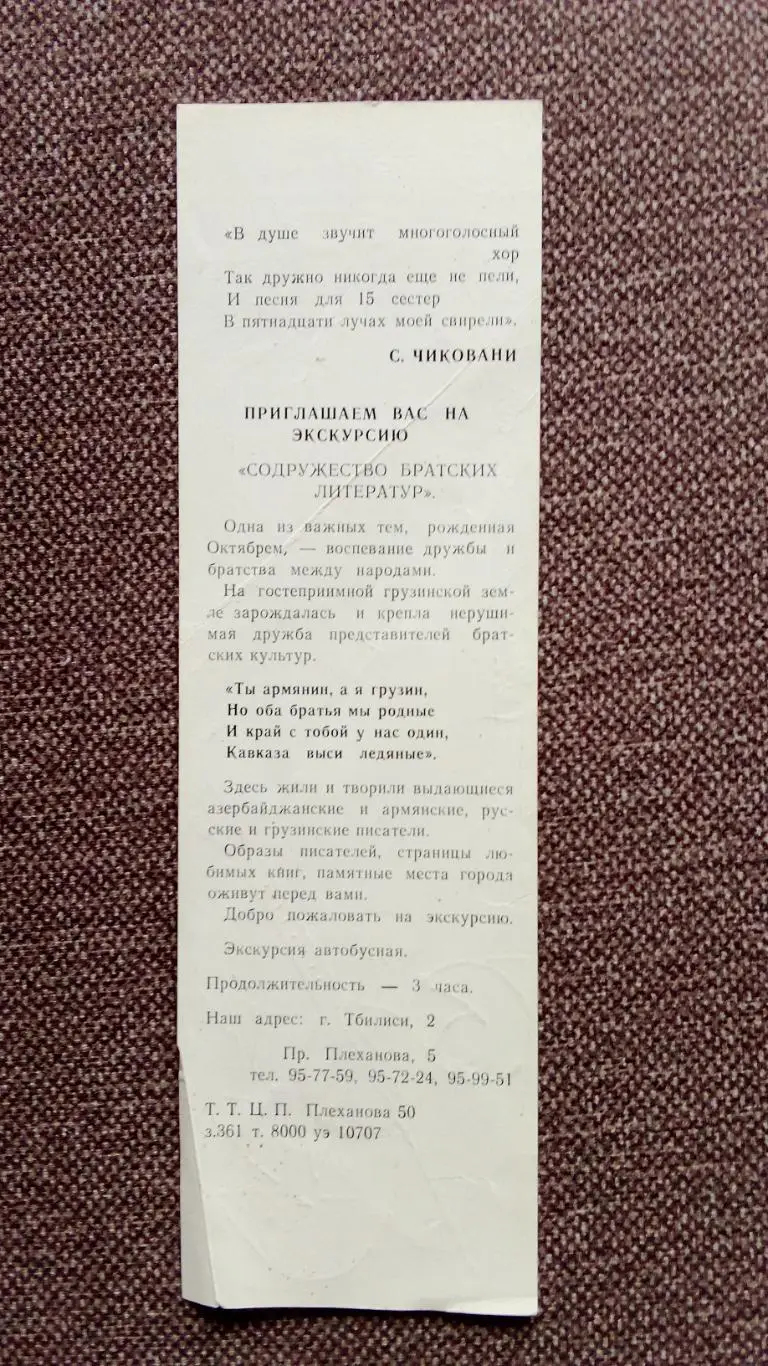 «В душе звучит многоголосный
хор
Так дружно никогда еще не пели,
И песня для 15 сестер
В пятнадцати лучах моей свирели».
С. ЧИКОВАНИ
ПРИГЛАШАЕМ ВАС НА
ЭКСКУРСИЮ
«СОДРУЖЕСТВО БРАТСКИХ
ЛИТЕРАТУР».
Одна из важных тем, рожденная
Октябрем, — воспевание дружбы и
братства между народами.
На гостеприимной грузинской зем-
ле зарождалась и крепла неруши-
мая дружба представителей брат-
ских культур.
«Ты армянин, а я грузин,
Но оба братья мы родные
И край с тобой у нас один,
Кавказа выси ледяные».
Здесь жили и творили выдающиеся
азербайджанские и армянские, рус-
ские и грузинские писатели.
Образы писателей, страницы лю-
бимых книг, памятные места города
оживут перед вами.
Добро пожаловать на экскурсию.
Экскурсия автобусная.
Продолжительность — 3 часа.
Наш адрес: г. Тбилиси, 2
Пр. Плеханова, 5
тел. 95-77-59, 95-72-24, 95-99-51
Т. Т. Ц. П. Плеханова 50
з.361 т. 8000 уэ 10707